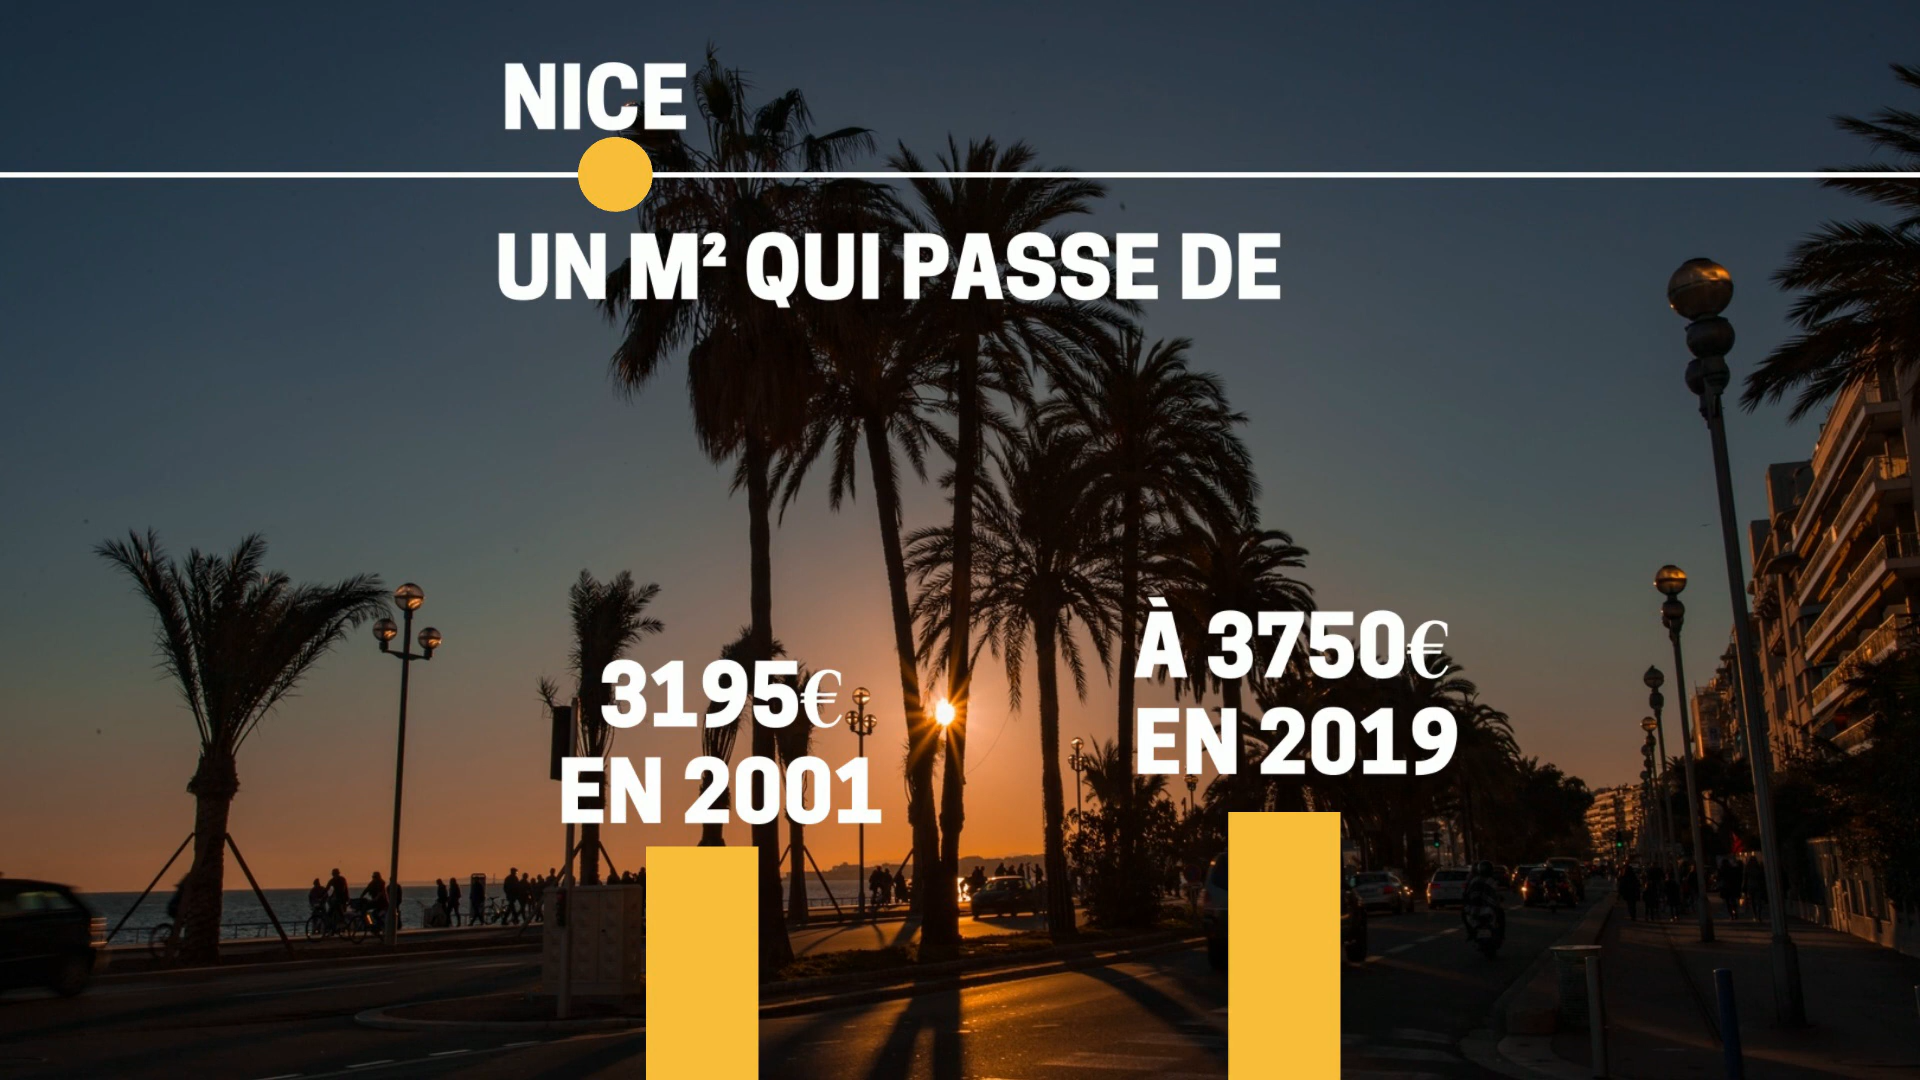 NICE
UN M² QUI PASSE DE
3195€
EN 2001
À 3750€
EN 2019